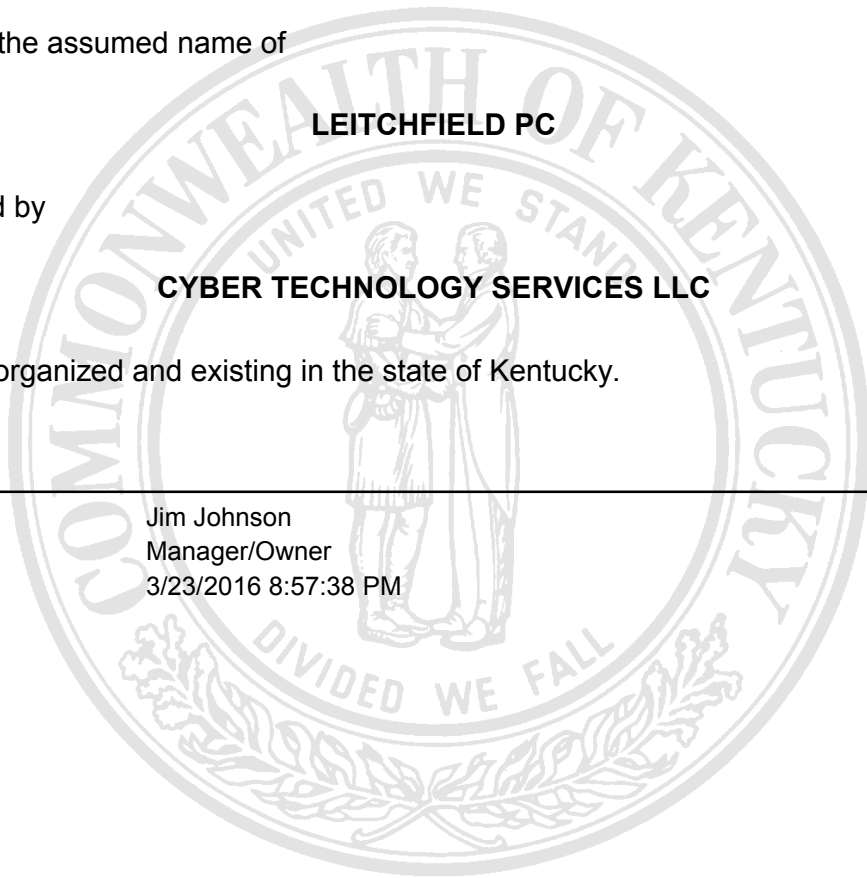 the assumed name of
LEITCHFIELD PC
d by
CYBER TECHNOLOGY SERVICES LLC
organized and existing in the state of Kentucky.
Jim Johnson
Manager/Owner
3/23/2016 8:57:38 PM
COMMONWEALTH OF KENTUCKY
UNITED WE STAND
DIVIDED WE FALL